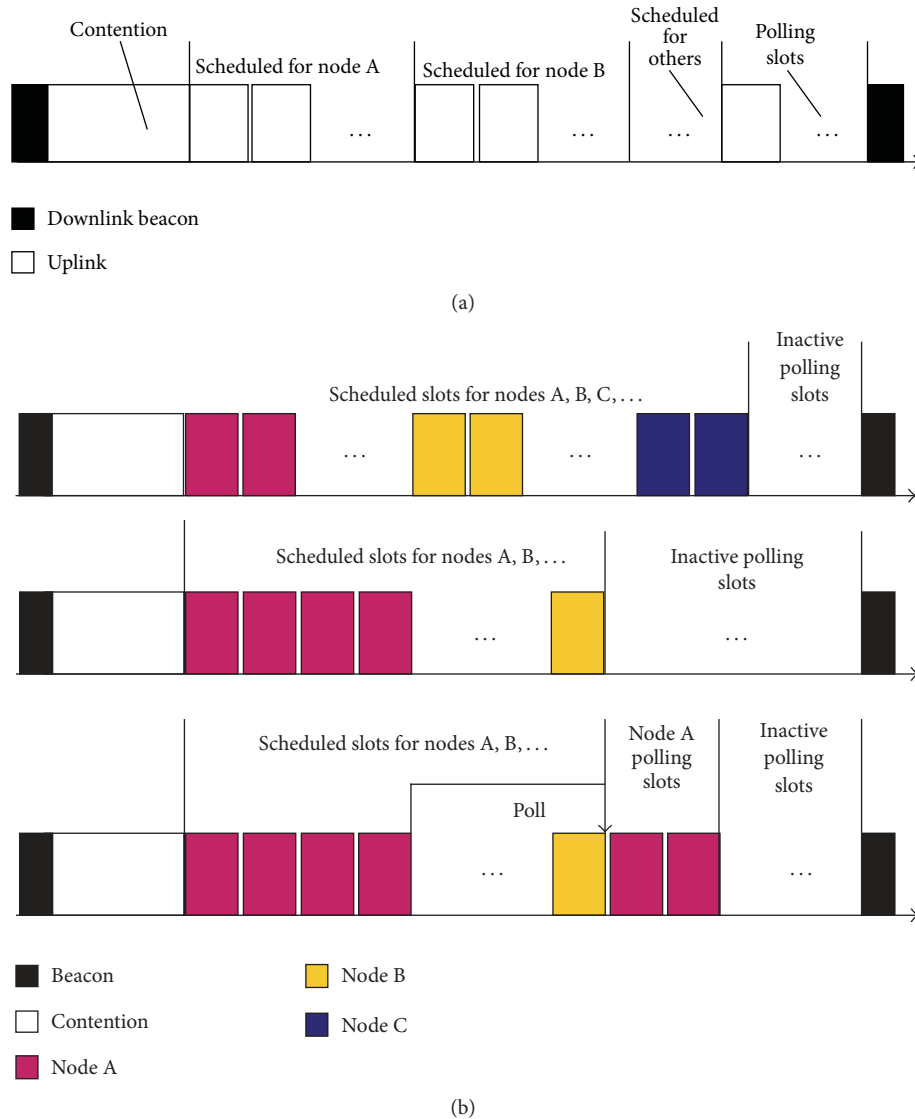 Contention
Scheduled for node A
Scheduled for node B
Scheduled
for
others
Polling
slots
...
...
...
...
Downlink beacon
Uplink
(a)
Scheduled slots for nodes A, B, C, ...
Inactive
polling
slots
...
...
...
Scheduled slots for nodes A, B, ...
Inactive polling
slots
...
...
Scheduled slots for nodes A, B, ...
Node A
polling
slots
Inactive
polling
slots
Poll
...
...
Beacon
Contention
Node A
Node B
Node C
(b)